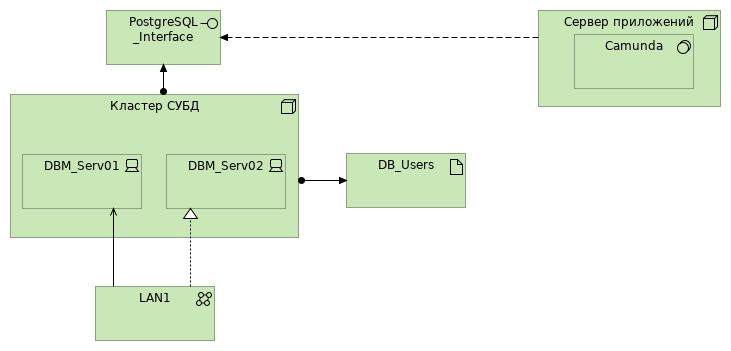 PostgreSQL
_Interface
Сервер приложений
Camunda
Кластер СУБД
DBM_Serv01
DBM_Serv02
DB_Users
LAN1